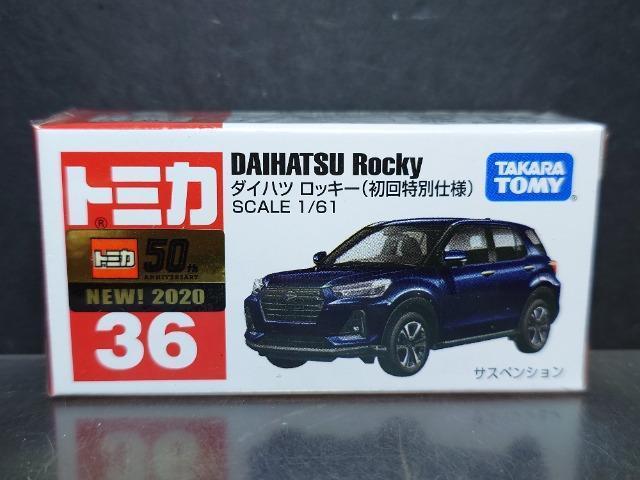 トミカ
®
トミカ 50th
ANNIVERSARY
NEW! 2020
36
DAIHATSU Rocky
ダイハツ ロッキー(初回特別仕様)
SCALE 1/61
TAKARA
TOMY®
サスペンション